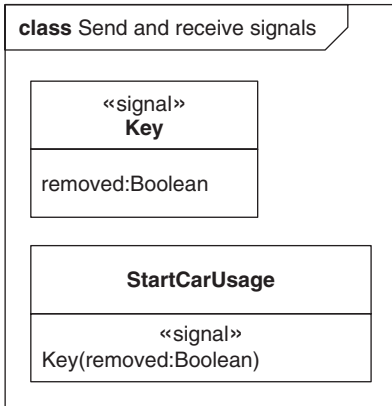 class Send and receive signals
«signal»
Key
removed:Boolean
StartCarUsage
«signal»
Key(removed:Boolean)